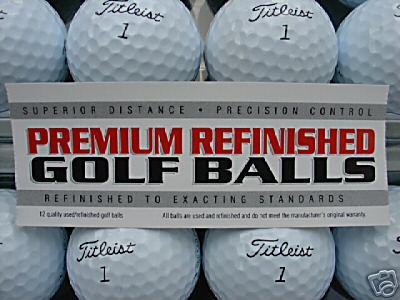 Titleist Titleist
1 1
SUPERIOR DISTANCE • PRECISION CONTROL
PREMIUM REFINISHED
GOLF BALLS
REFINISHED TO EXACTING STANDARDS
12 quality used/refinished golf balls All balls are used and refinished and do not meet the manufacturer's original warranty.
Titleist Titleist
1 1